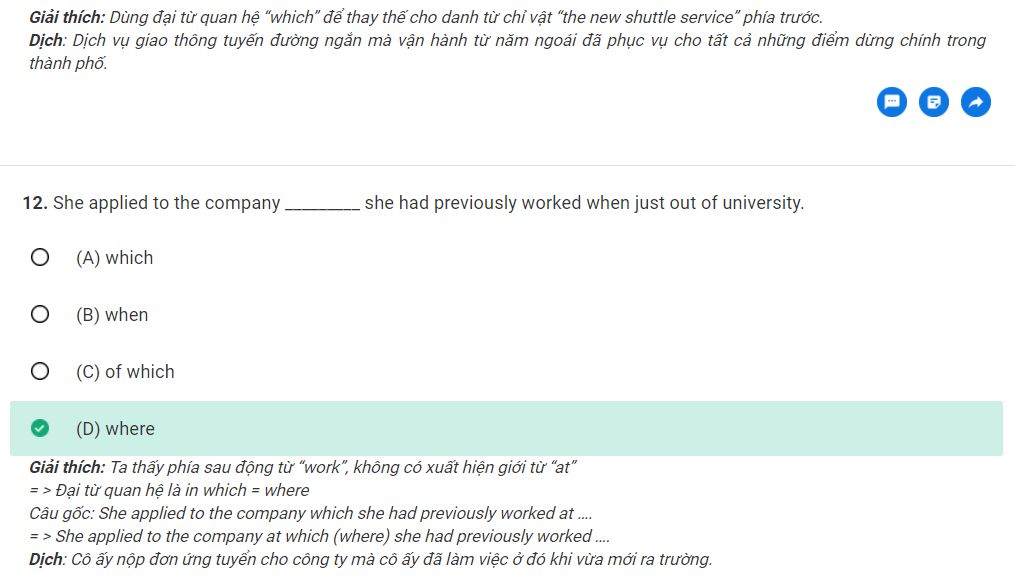 Giải thích: Dùng đại từ quan hệ “which” để thay thế cho danh từ chỉ vật “the new shuttle service” phía trước.
Dịch: Dịch vụ giao thông tuyến đường ngắn mà vận hành từ năm ngoái đã phục vụ cho tất cả những điểm dừng chính trong
thành phố.
12. She applied to the company _________ she had previously worked when just out of university.
(A) which
(B) when
(C) of which
(D) where
Giải thích: Ta thấy phía sau động từ “work”, không có xuất hiện giới từ “at”
= > Đại từ quan hệ là in which = where
Câu gốc: She applied to the company which she had previously worked at ....
= > She applied to the company at which (where) she had previously worked ....
Dịch: Cô ấy nộp đơn ứng tuyển cho công ty mà cô ấy đã làm việc ở đó khi vừa mới ra trường.